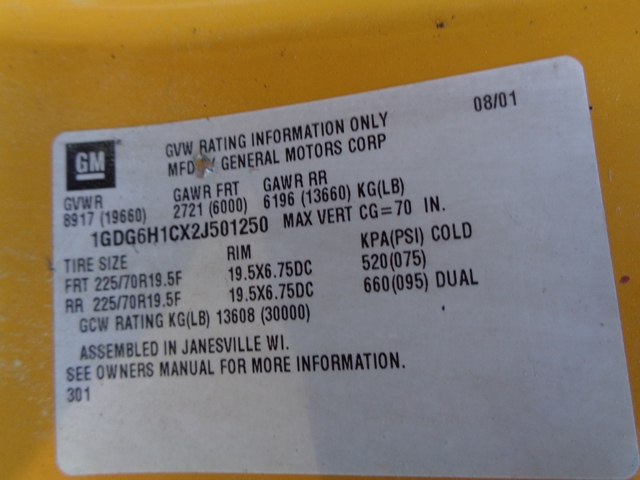 08/01
GM
GVW RATING INFORMATION ONLY
MFD BY GENERAL MOTORS CORP
GVWR GAWR FRT GAWR RR
8917 (19660) 2721 (6000) 6196 (13660) KG(LB)
1GDG6H1CX2J501250 MAX VERT CG=70 IN.
TIRE SIZE RIM KPA(PSI) COLD
FRT 225/70R19.5F 19.5X6.75DC 520(075)
RR 225/70R19.5F 19.5X6.75DC 660(095) DUAL
GCW RATING KG(LB) 13608 (30000)
ASSEMBLED IN JANESVILLE WI.
SEE OWNERS MANUAL FOR MORE INFORMATION.
301